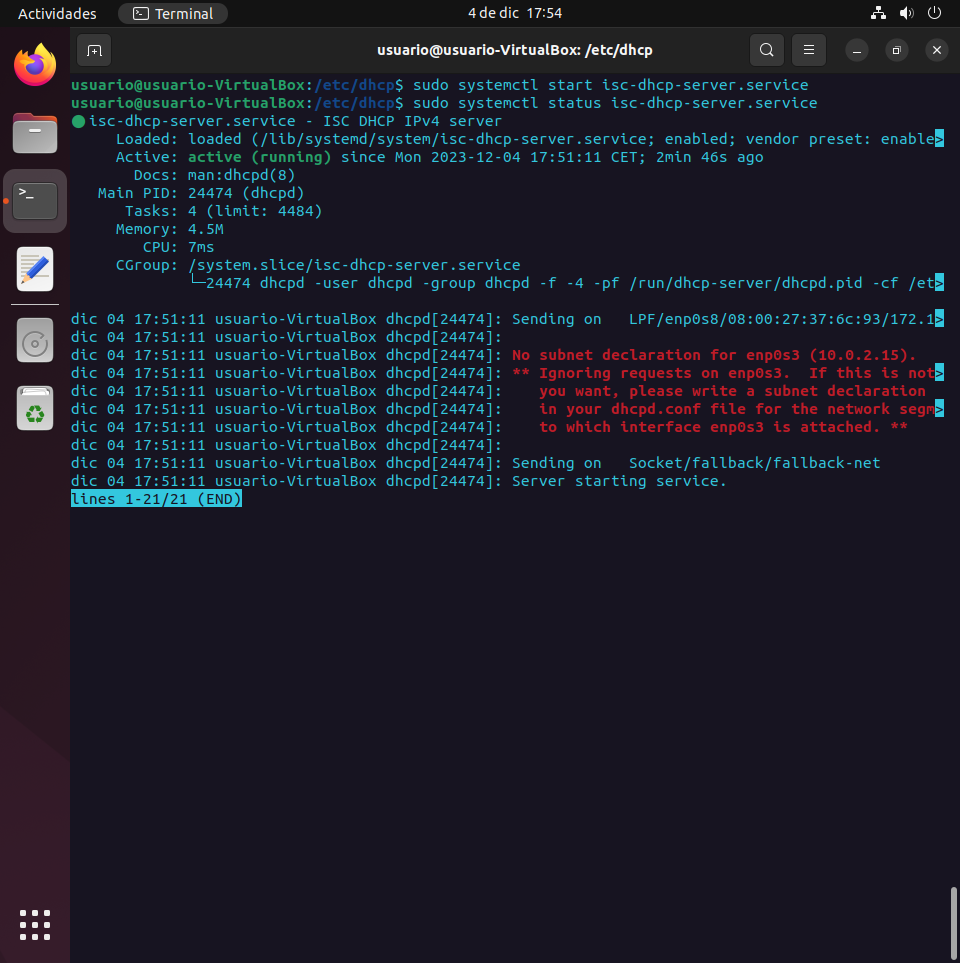 Actividades
Terminal
4 de dic 17:54
usuario@usuario-VirtualBox: /etc/dhcp
usuario@usuario-VirtualBox:/etc/dhcp$ sudo systemctl start isc-dhcp-server.service
usuario@usuario-VirtualBox:/etc/dhcp$ sudo systemctl status isc-dhcp-server.service
● isc-dhcp-server.service - ISC DHCP IPv4 server
     Loaded: loaded (/lib/systemd/system/isc-dhcp-server.service; enabled; vendor preset: enable>
     Active: active (running) since Mon 2023-12-04 17:51:11 CET; 2min 46s ago
       Docs: man:dhcpd(8)
   Main PID: 24474 (dhcpd)
      Tasks: 4 (limit: 4484)
     Memory: 4.5M
        CPU: 7ms
     CGroup: /system.slice/isc-dhcp-server.service
             └─24474 dhcpd -user dhcpd -group dhcpd -f -4 -pf /run/dhcp-server/dhcpd.pid -cf /et>
dic 04 17:51:11 usuario-VirtualBox dhcpd[24474]: Sending on   LPF/enp0s8/08:00:27:37:6c:93/172.1>
dic 04 17:51:11 usuario-VirtualBox dhcpd[24474]:
dic 04 17:51:11 usuario-VirtualBox dhcpd[24474]: No subnet declaration for enp0s3 (10.0.2.15).
dic 04 17:51:11 usuario-VirtualBox dhcpd[24474]: ** Ignoring requests on enp0s3.  If this is not>
dic 04 17:51:11 usuario-VirtualBox dhcpd[24474]:    you want, please write a subnet declaration
dic 04 17:51:11 usuario-VirtualBox dhcpd[24474]:    in your dhcpd.conf file for the network segm>
dic 04 17:51:11 usuario-VirtualBox dhcpd[24474]:    to which interface enp0s3 is attached. **
dic 04 17:51:11 usuario-VirtualBox dhcpd[24474]:
dic 04 17:51:11 usuario-VirtualBox dhcpd[24474]: Sending on   Socket/fallback/fallback-net
dic 04 17:51:11 usuario-VirtualBox dhcpd[24474]: Server starting service.
lines 1-21/21 (END)